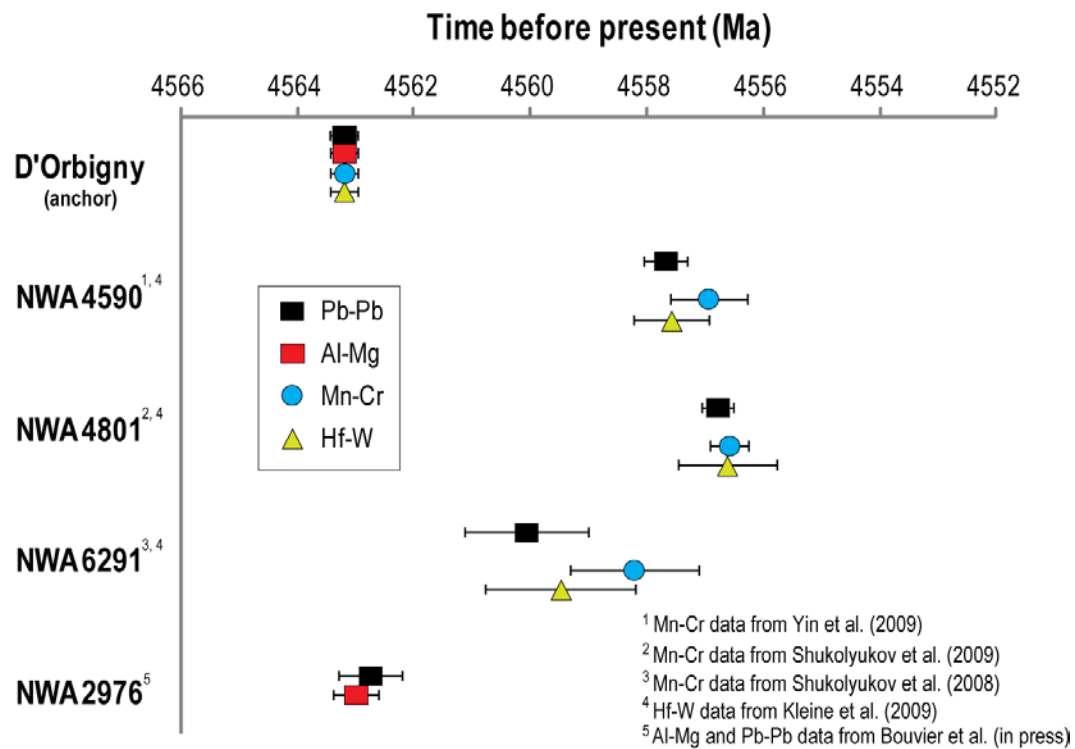 Time before present (Ma)
4566 4564 4562 4560 4558 4556 4554 4552
D'Orbigny
(anchor)
NWA 4590 1, 4
Pb-Pb
Al-Mg
Mn-Cr
Hf-W
NWA 4801 2, 4
NWA 6291 3, 4
NWA 2976 5
1 Mn-Cr data from Yin et al. (2009)
2 Mn-Cr data from Shukolyukov et al. (2009)
3 Mn-Cr data from Shukolyukov et al. (2008)
4 Hf-W data from Kleine et al. (2009)
5 Al-Mg and Pb-Pb data from Bouvier et al. (in press)